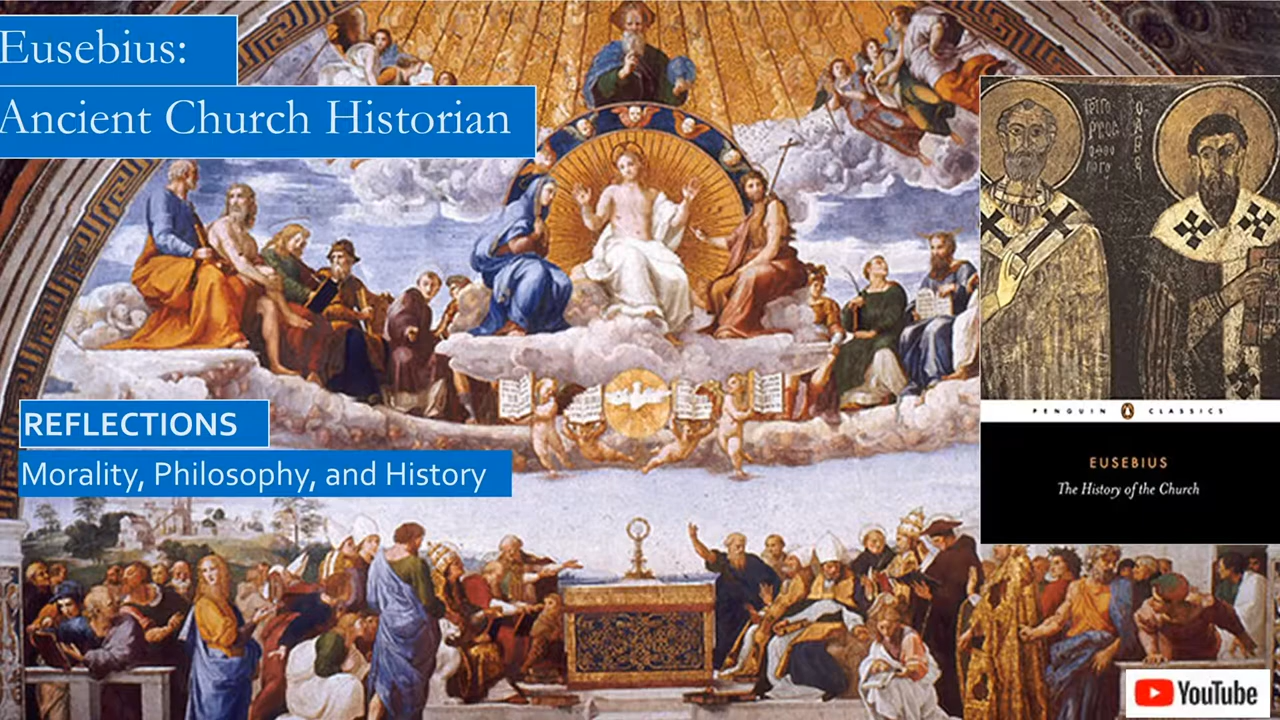 Eusebius:
Ancient Church Historian
REFLECTIONS
Morality, Philosophy, and History
PENGUIN CLASSICS
EUSEBIUS
The History of the Church
YouTube